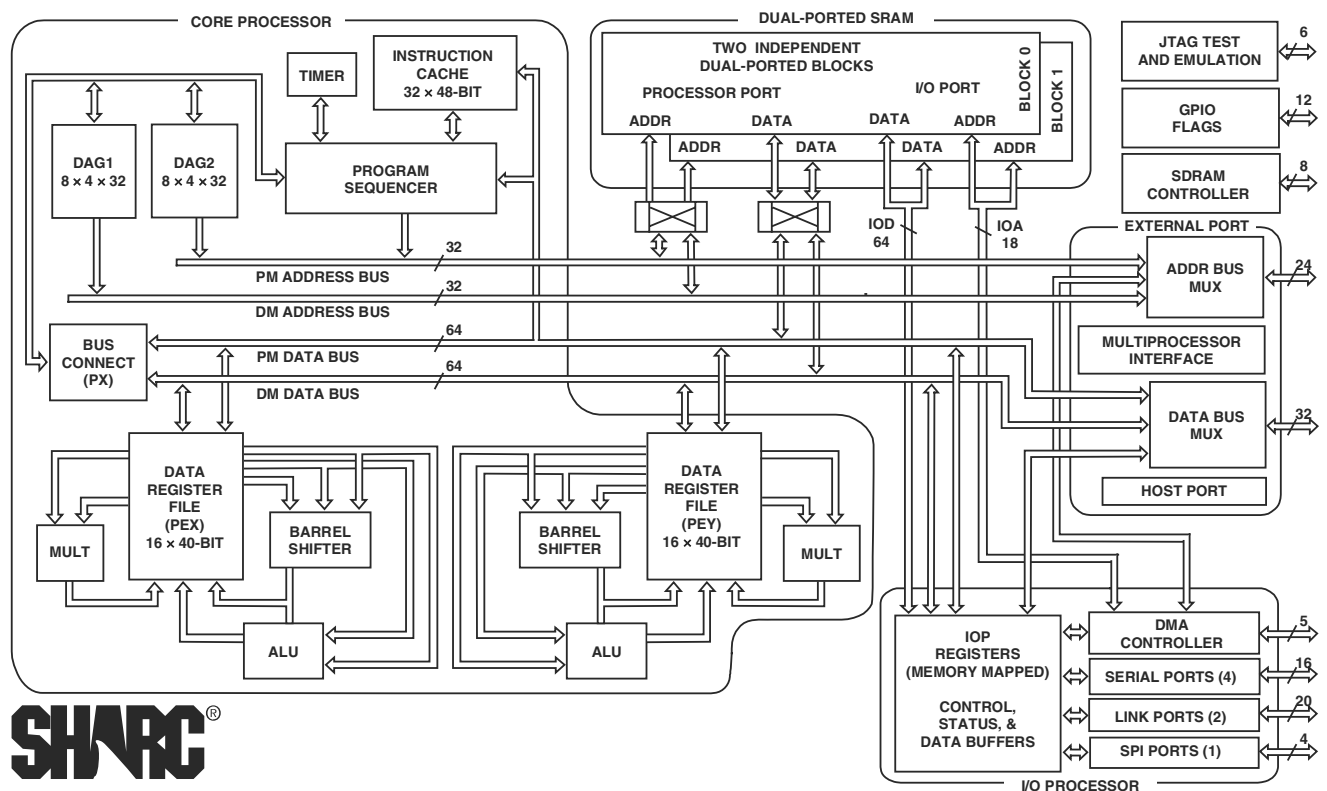 CORE PROCESSOR
TIMER
INSTRUCTION
CACHE
32 × 48-BIT
DAG1
8 × 4 × 32
DAG2
8 × 4 × 32
PROGRAM
SEQUENCER
DUAL-PORTED SRAM
TWO INDEPENDENT
DUAL-PORTED BLOCKS
PROCESSOR PORT
I/O PORT
BLOCK 0
BLOCK 1
ADDR
DATA
DATA
ADDR
ADDR
DATA
DATA
ADDR
JTAG TEST
AND EMULATION
6
GPIO
FLAGS
12
SDRAM
CONTROLLER
8
IOD
64
IOA
18
PM ADDRESS BUS
32
DM ADDRESS BUS
32
PM DATA BUS
64
DM DATA BUS
64
BUS
CONNECT
(PX)
EXTERNAL PORT
ADDR BUS
MUX
24
MULTIPROCESSOR
INTERFACE
DATA BUS
MUX
32
HOST PORT
MULT
DATA
REGISTER
FILE
(PEX)
16 × 40-BIT
BARREL
SHIFTER
ALU
BARREL
SHIFTER
DATA
REGISTER
FILE
(PEY)
16 × 40-BIT
MULT
ALU
IOP
REGISTERS
(MEMORY MAPPED)
CONTROL,
STATUS, &
DATA BUFFERS
DMA
CONTROLLER
5
SERIAL PORTS (4)
16
LINK PORTS (2)
20
SPI PORTS (1)
4
I/O PROCESSOR
SHARC®